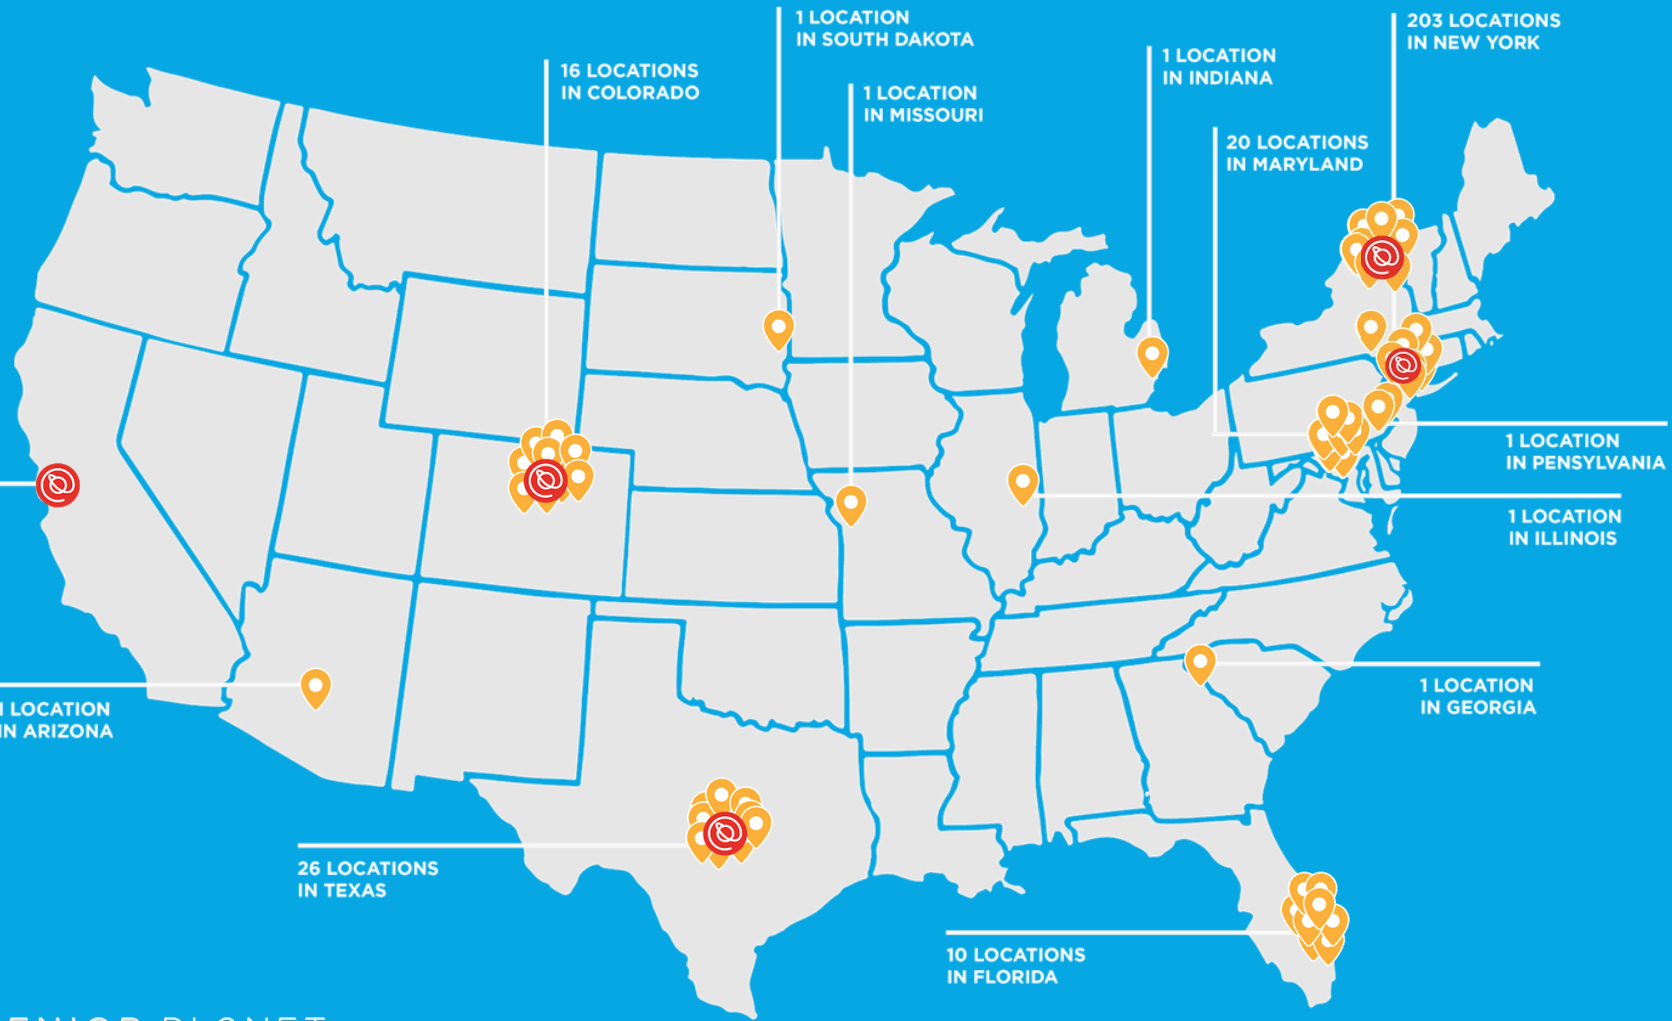 1 LOCATION
IN SOUTH DAKOTA
203 LOCATIONS
IN NEW YORK
16 LOCATIONS
IN COLORADO
1 LOCATION
IN INDIANA
1 LOCATION
IN MISSOURI
20 LOCATIONS
IN MARYLAND
1 LOCATION
IN PENSYLVANIA
1 LOCATION
IN ILLINOIS
1 LOCATION
IN GEORGIA
1 LOCATION
IN ARIZONA
26 LOCATIONS
IN TEXAS
10 LOCATIONS
IN FLORIDA
ENIOR PLANET